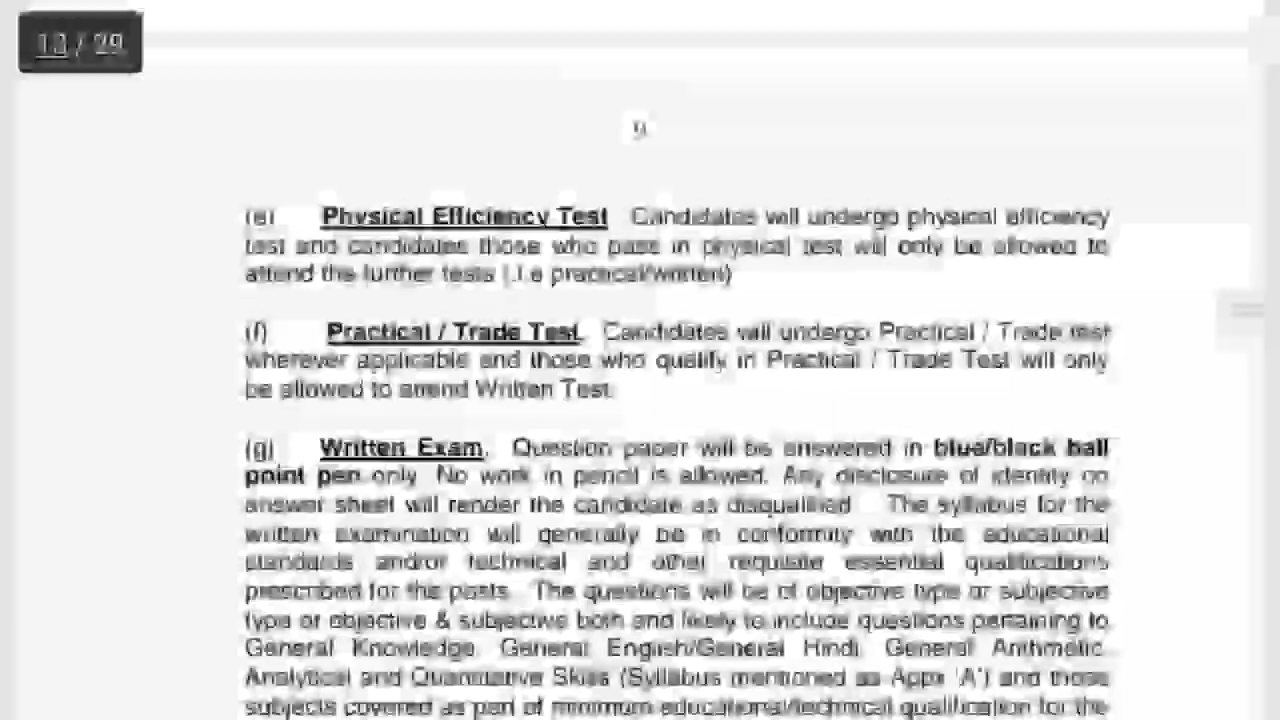 13 / 29
9
(e) Physical Efficiency Test Candidates will undergo physical efficiency
test and candidates those who pass in physical test will only be allowed to
attend the further tests (.i.e practical/written)
(f) Practical / Trade Test. Candidates will undergo Practical / Trade test
wherever applicable and those who qualify in Practical / Trade Test will only
be allowed to attend Written Test.
(g) Written Exam. Question paper will be answered in blue/black ball
point pen only. No work in pencil is allowed. Any disclosure of identity on
answer sheet will render the candidate as disqualified. The syllabus for the
written examination will generally be in conformity with the educational
standards and/or technical and other requisite essential qualifications
prescribed for the posts. The questions will be of objective type or subjective
type or objective & subjective both and likely to include questions pertaining to
General Knowledge, General English/General Hindi, General Arithmetic,
Analytical and Quantitative Skills (Syllabus mentioned as Appx 'A') and those
subjects covered as part of minimum educational/technical qualification for the